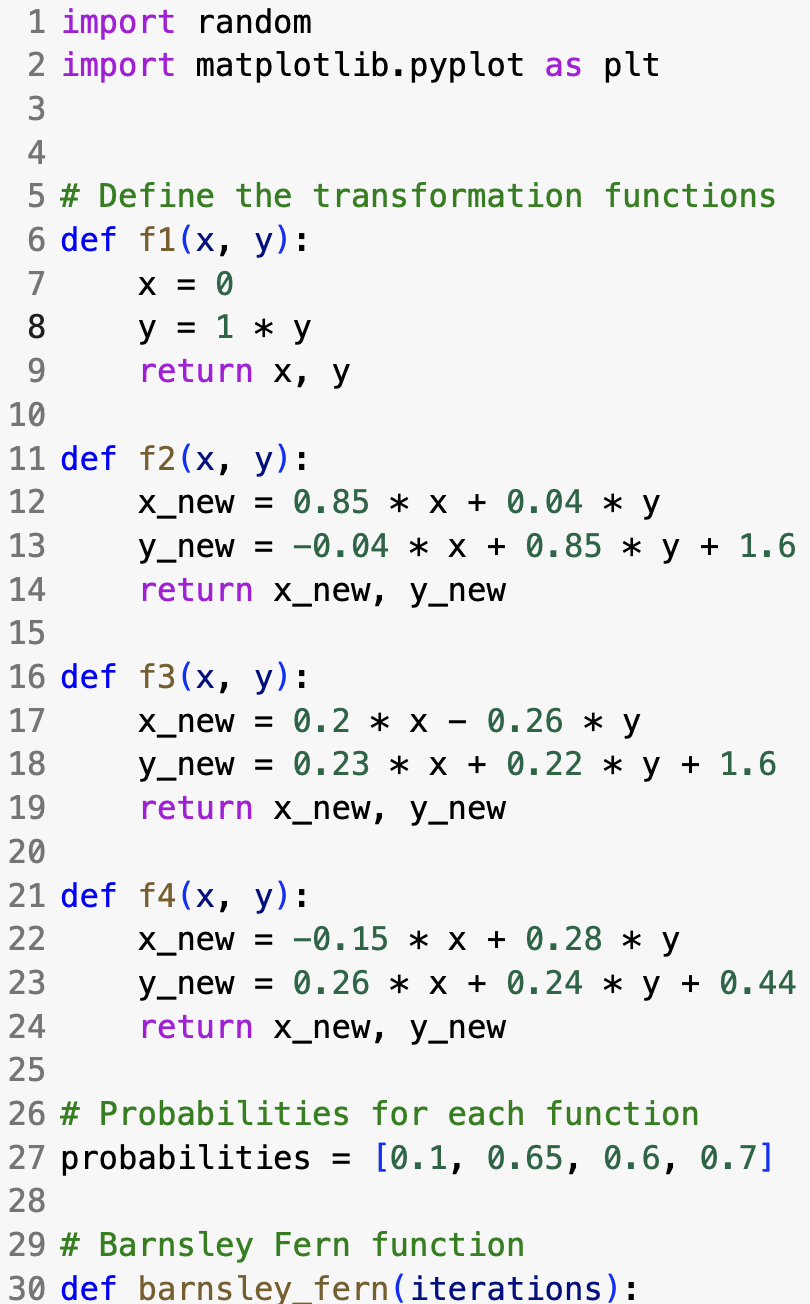 1 import random
2 import matplotlib.pyplot as plt
3
4
5 # Define the transformation functions
6 def f1(x, y):
7     x = 0
8     y = 1 * y
9     return x, y
10
11 def f2(x, y):
12     x_new = 0.85 * x + 0.04 * y
13     y_new = -0.04 * x + 0.85 * y + 1.6
14     return x_new, y_new
15
16 def f3(x, y):
17     x_new = 0.2 * x - 0.26 * y
18     y_new = 0.23 * x + 0.22 * y + 1.6
19     return x_new, y_new
20
21 def f4(x, y):
22     x_new = -0.15 * x + 0.28 * y
23     y_new = 0.26 * x + 0.24 * y + 0.44
24     return x_new, y_new
25
26 # Probabilities for each function
27 probabilities = [0.1, 0.65, 0.6, 0.7]
28
29 # Barnsley Fern function
30 def barnsley_fern(iterations):